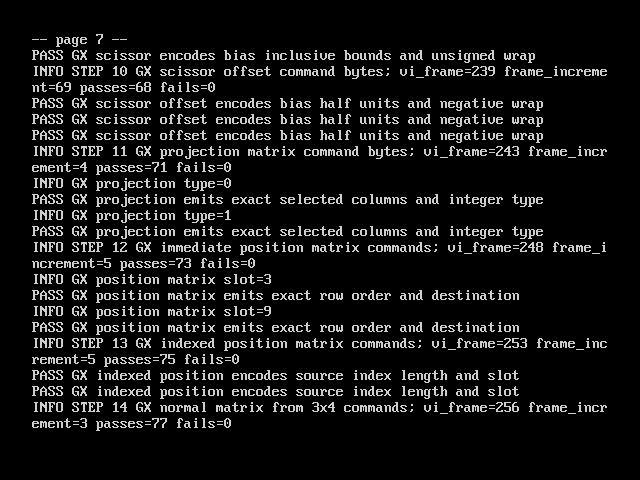 -- page 7 --
PASS GX scissor encodes bias inclusive bounds and unsigned wrap
INFO STEP 10 GX scissor offset command bytes; vi_frame=239 frame_increme
nt=69 passes=68 fails=0
PASS GX scissor offset encodes bias half units and negative wrap
PASS GX scissor offset encodes bias half units and negative wrap
PASS GX scissor offset encodes bias half units and negative wrap
INFO STEP 11 GX projection matrix command bytes; vi_frame=243 frame_incr
ement=4 passes=71 fails=0
INFO GX projection type=0
PASS GX projection emits exact selected columns and integer type
INFO GX projection type=1
PASS GX projection emits exact selected columns and integer type
INFO STEP 12 GX immediate position matrix commands; vi_frame=248 frame_i
ncrement=5 passes=73 fails=0
INFO GX position matrix slot=3
PASS GX position matrix emits exact row order and destination
INFO GX position matrix slot=9
PASS GX position matrix emits exact row order and destination
INFO STEP 13 GX indexed position matrix commands; vi_frame=253 frame_inc
rement=5 passes=75 fails=0
PASS GX indexed position encodes source index length and slot
PASS GX indexed position encodes source index length and slot
INFO STEP 14 GX normal matrix from 3x4 commands; vi_frame=256 frame_incr
ement=3 passes=77 fails=0